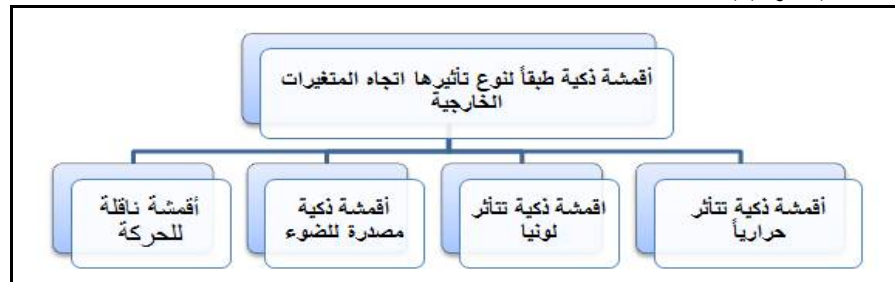 أقمشة ذكية طبقاً لنوع تأثيرها اتجاه المتغيرات
الخارجية
أقمشة ذكية تتأثر
حرارياً
اقمشة ذكية تتأثر
لونيا
أقمشة ذكية
مصدرة للضوء
أقمشة ناقلة
للحركة